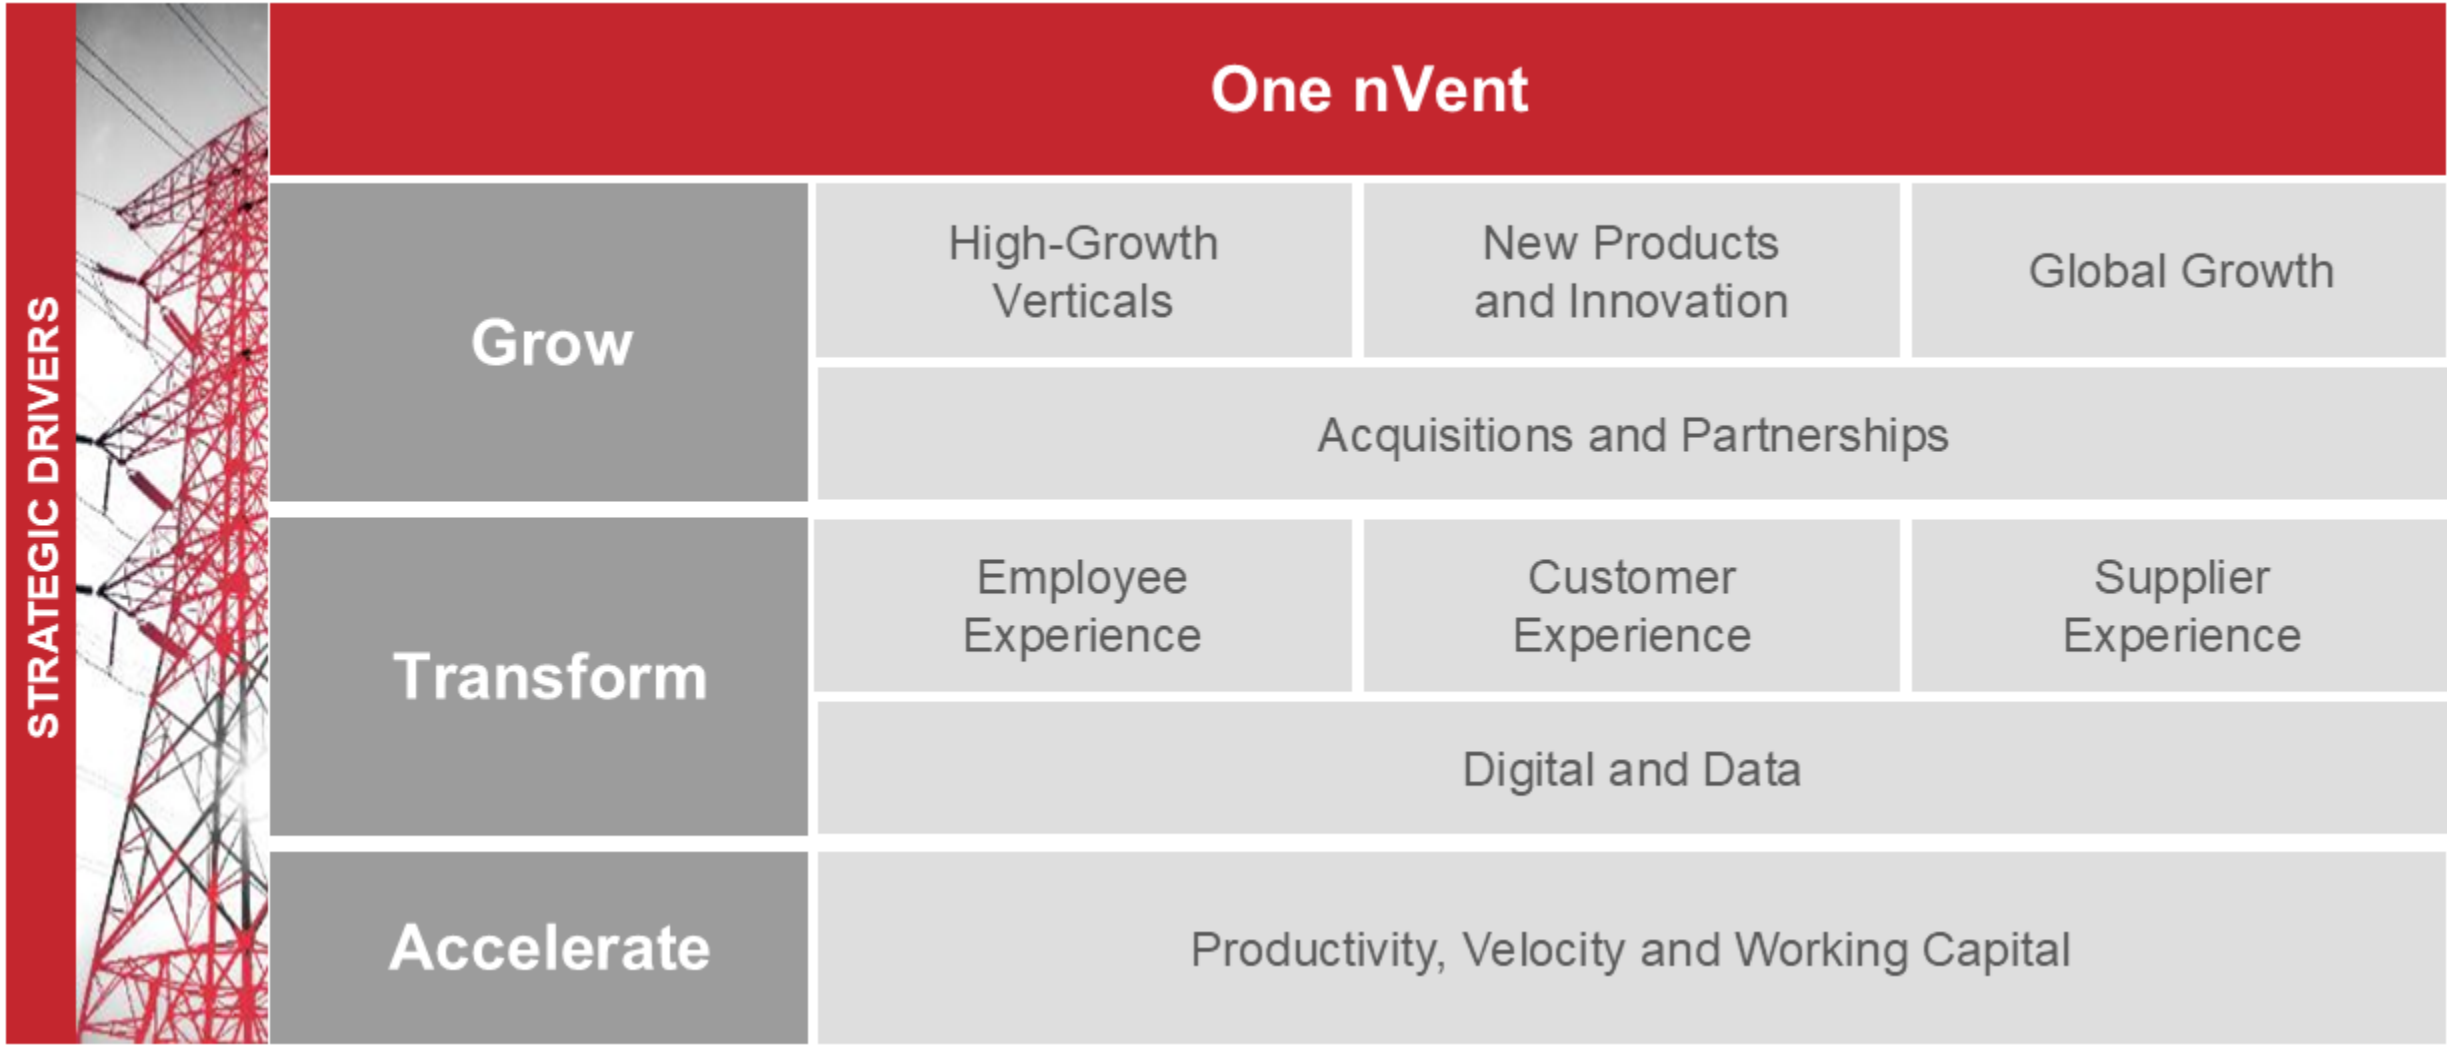 STRATEGIC DRIVERS
One nVent
Grow
High-Growth
Verticals
New Products
and Innovation
Global Growth
Acquisitions and Partnerships
Transform
Employee
Experience
Customer
Experience
Supplier
Experience
Digital and Data
Accelerate
Productivity, Velocity and Working Capital